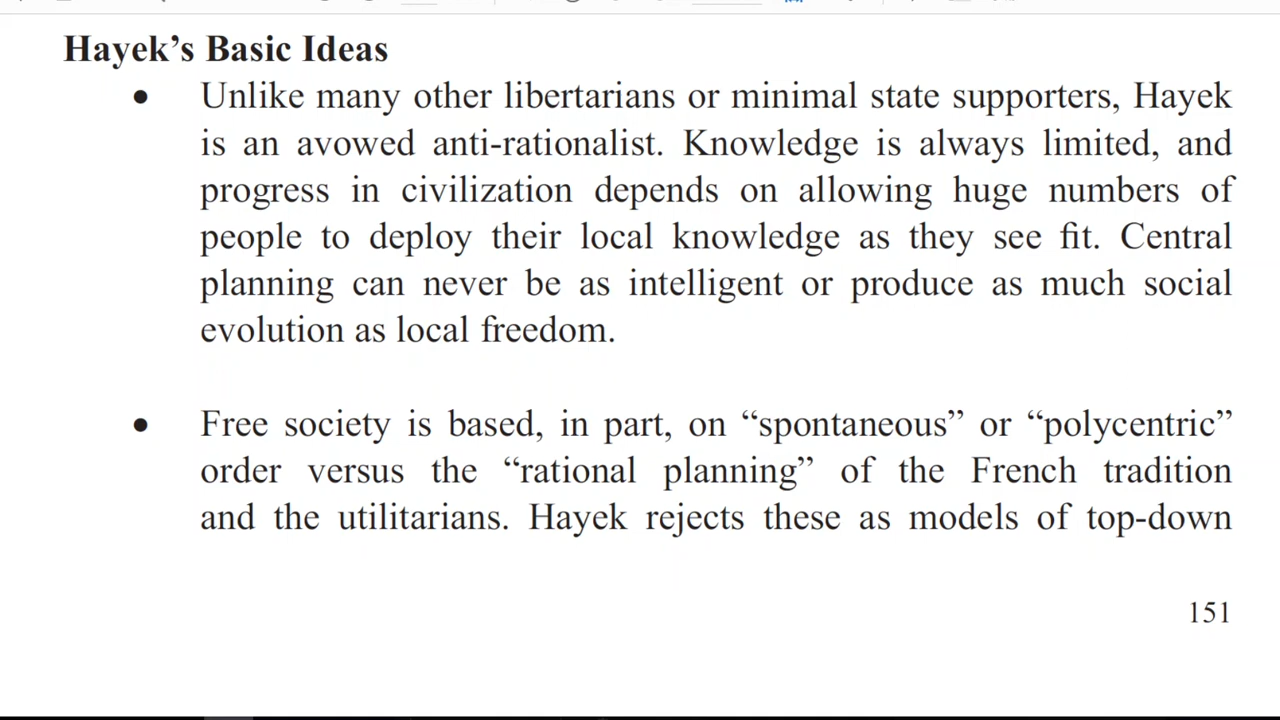 Hayek’s Basic Ideas
• Unlike many other libertarians or minimal state supporters, Hayek
is an avowed anti-rationalist. Knowledge is always limited, and
progress in civilization depends on allowing huge numbers of
people to deploy their local knowledge as they see fit. Central
planning can never be as intelligent or produce as much social
evolution as local freedom.
• Free society is based, in part, on “spontaneous” or “polycentric”
order versus the “rational planning” of the French tradition
and the utilitarians. Hayek rejects these as models of top-down
151